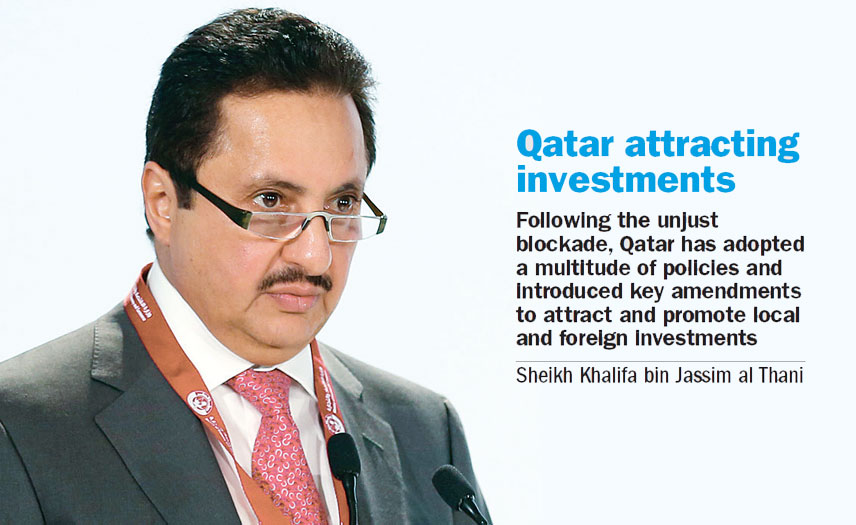 Qatar attracting
investments
Following the unjust
blockade, Qatar has adopted
a multitude of policies and
introduced key amendments
to attract and promote local
and foreign investments
Sheikh Khalifa bin Jassim al Thani